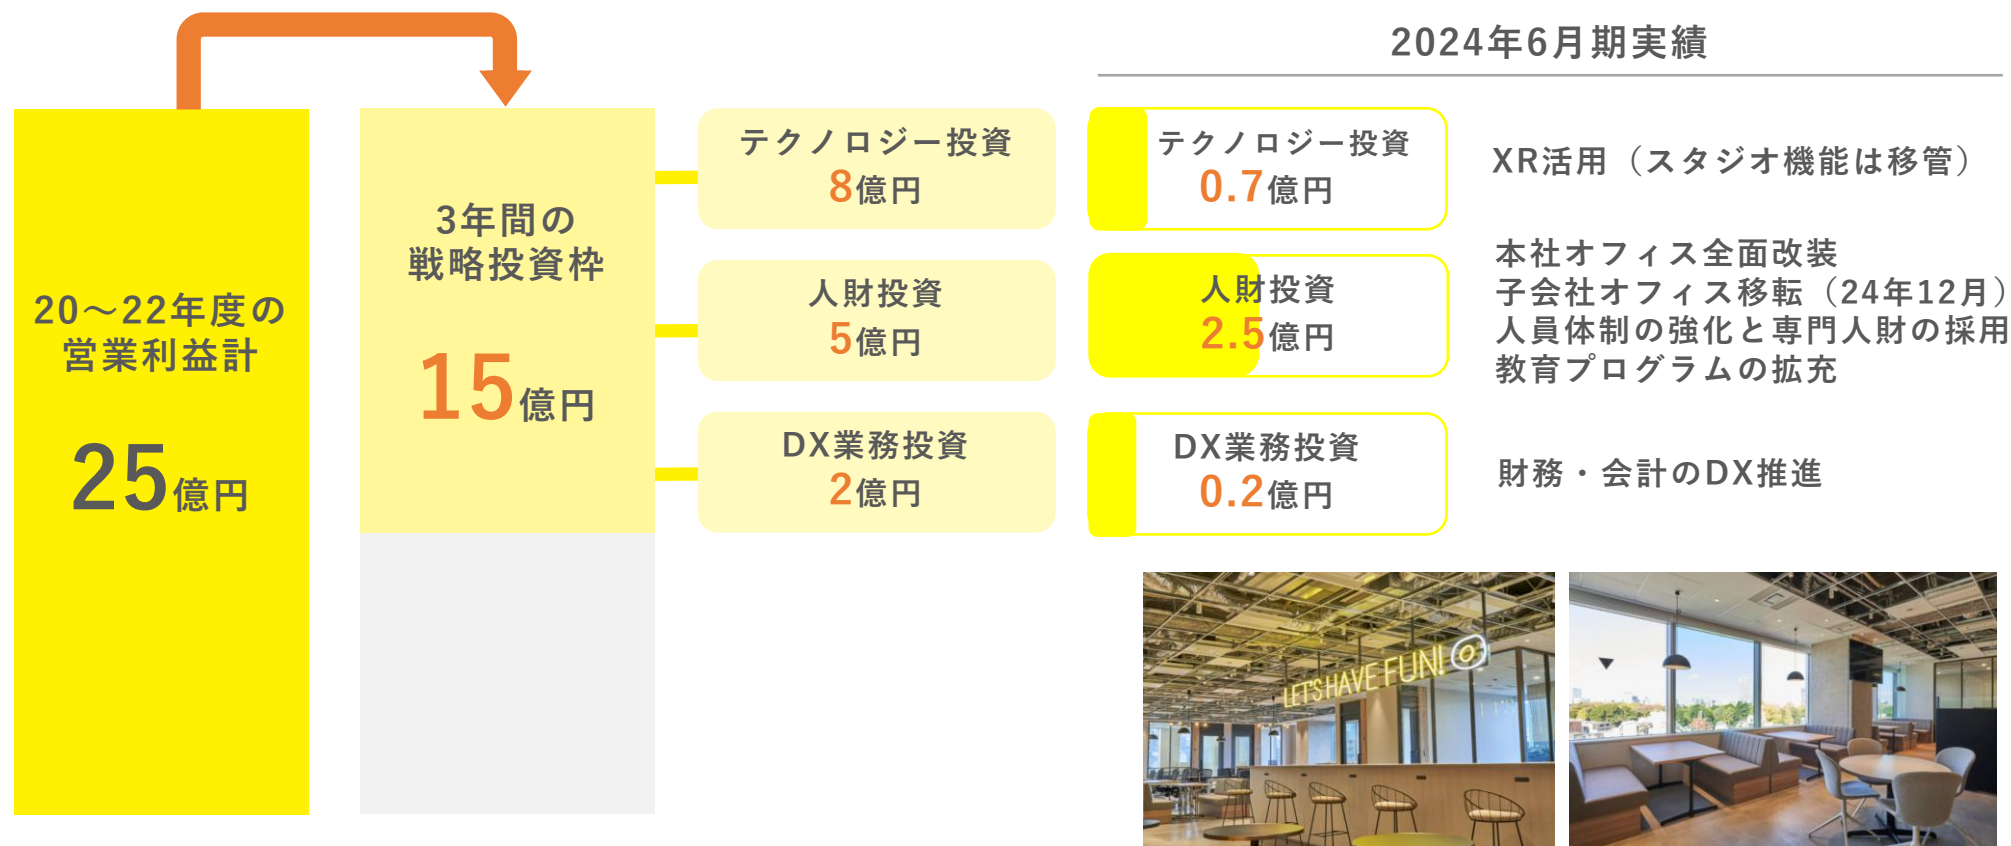 2024年6月期実績
20～22年度の
営業利益計
25億円
3年間の
戦略投資枠
15億円
テクノロジー投資
8億円
人財投資
5億円
DX業務投資
2億円
テクノロジー投資
0.7億円
XR活用（スタジオ機能は移管）
人財投資
2.5億円
本社オフィス全面改装
子会社オフィス移転（24年12月）
人員体制の強化と専門人財の採用
教育プログラムの拡充
DX業務投資
0.2億円
財務・会計のDX推進
LET'S HAVE FUN!